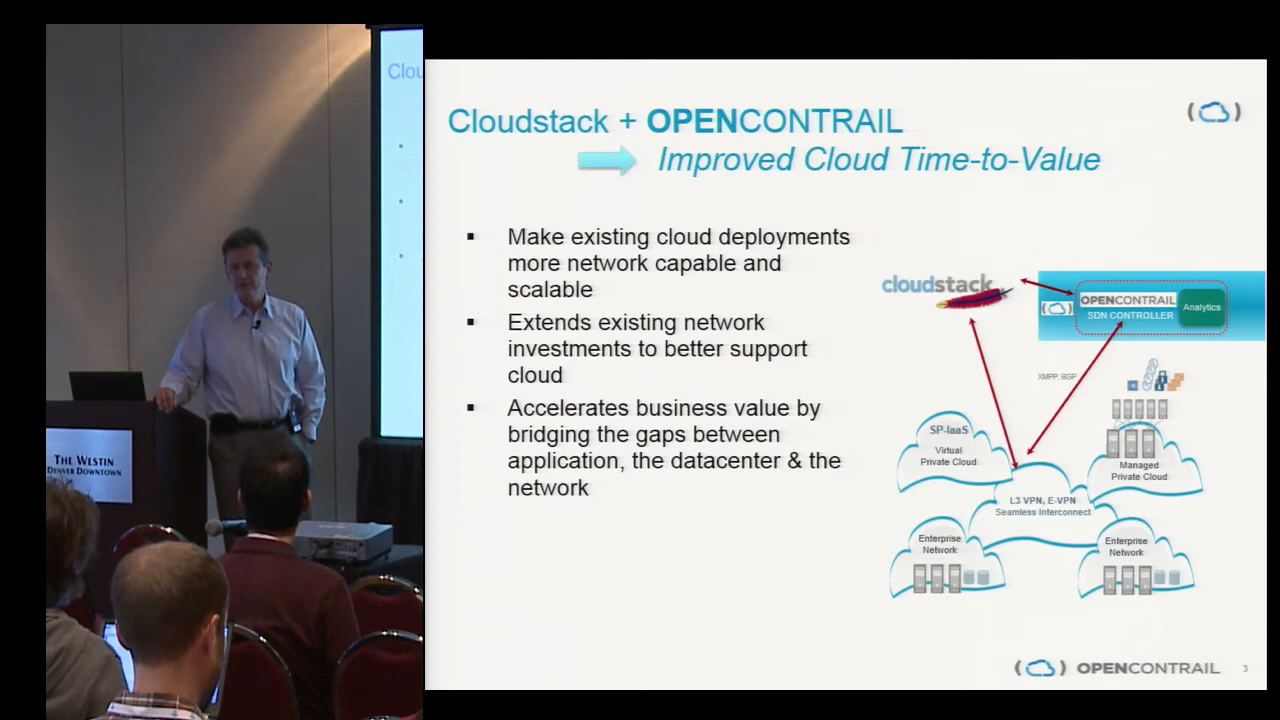 Clou
THE WESTIN
DENVER DOWNTOWN
Cloudstack + OPENCONTRAIL
Improved Cloud Time-to-Value
▪ Make existing cloud deployments
more network capable and
scalable
▪ Extends existing network
investments to better support
cloud
▪ Accelerates business value by
bridging the gaps between
application, the datacenter & the
network
cloudstack
OPENCONTRAIL
SDN CONTROLLER
Analytics
XMPP, BGP
SP-IaaS
Virtual
Private Cloud
Managed
Private Cloud
L3 VPN, E-VPN
Seamless Interconnect
Enterprise
Network
Enterprise
Network
OPENCONTRAIL
3